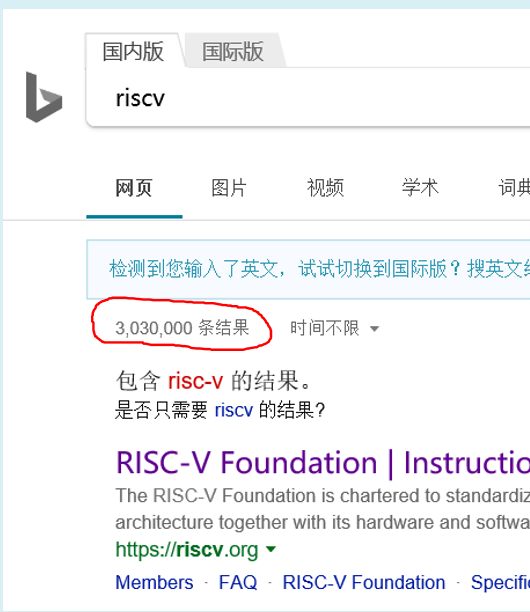 国内版 国际版
riscv
网页 图片 视频 学术 词典
检测到您输入了英文，试试切换到国际版？搜英文
3,030,000 条结果 时间不限
包含 risc-v 的结果。
是否只需要 riscv 的结果?
RISC-V Foundation | Instructio
The RISC-V Foundation is chartered to standardiz
architecture together with its hardware and softwa
https://riscv.org
Members · FAQ · RISC-V Foundation · Specifi